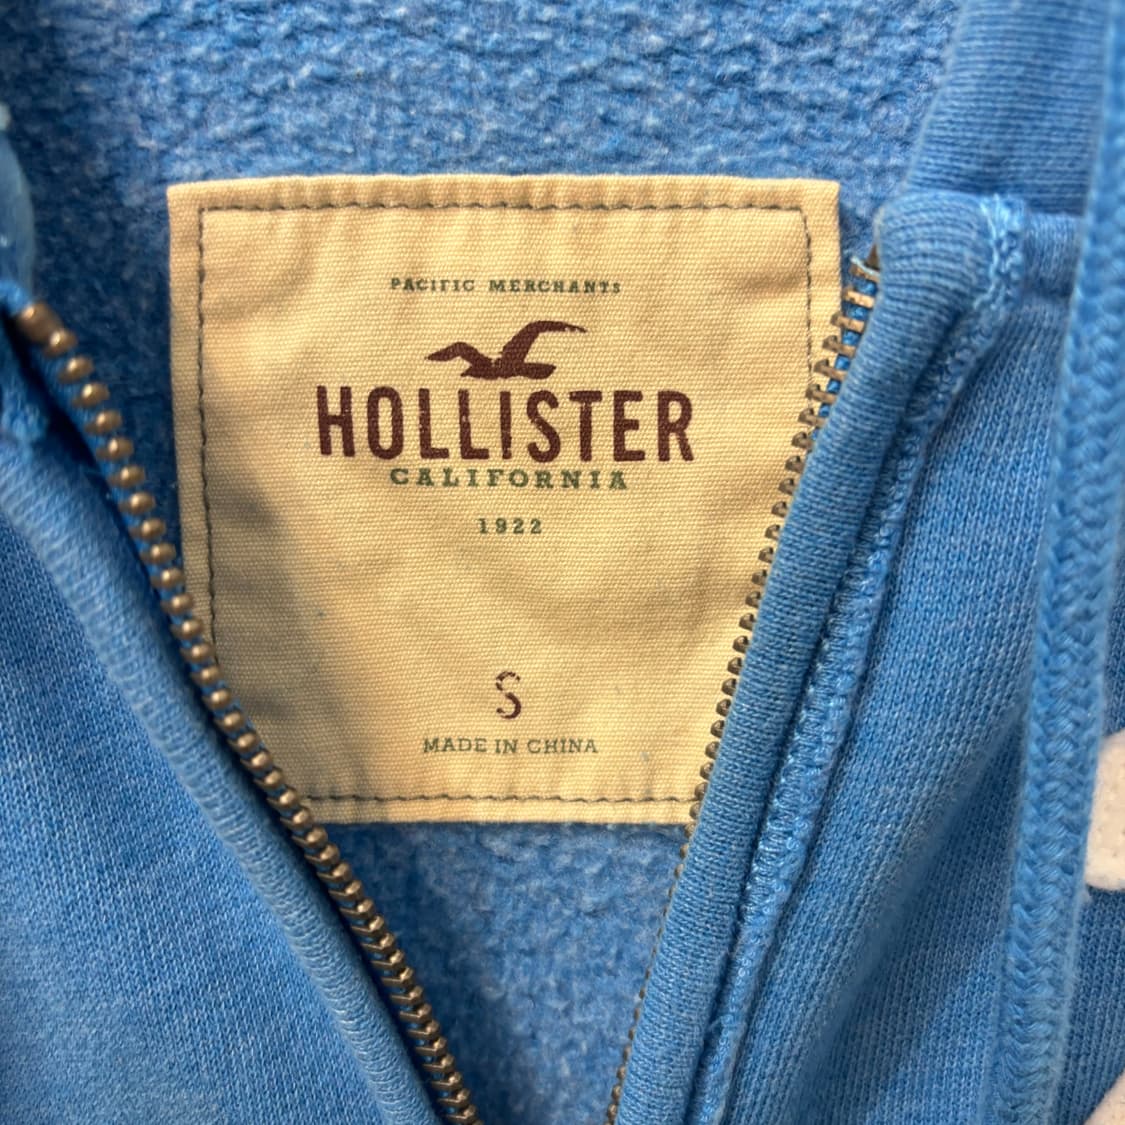 PACIFIC MERCHANTS
HOLLISTER
CALIFORNIA
1922
S
MADE IN CHINA